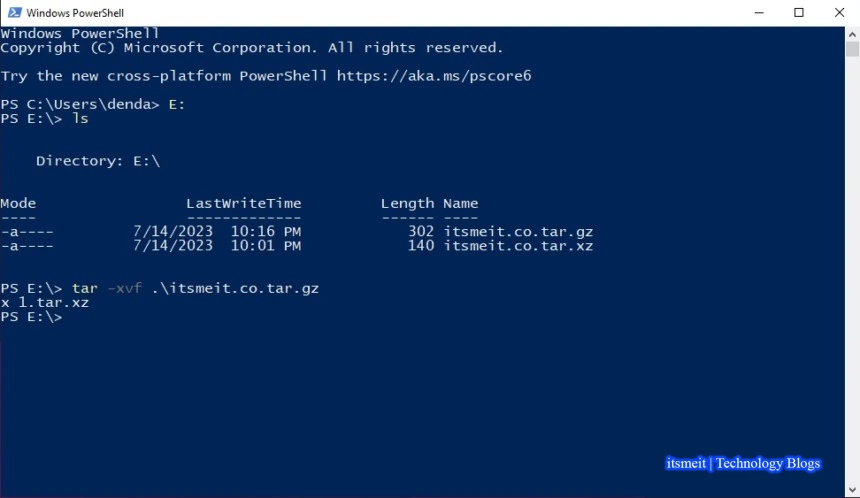 Windows PowerShell
Windows PowerShell
Copyright (C) Microsoft Corporation. All rights reserved.
Try the new cross-platform PowerShell https://aka.ms/pscore6
PS C:\Users\denda> E:
PS E:\> ls
Directory: E:\
Mode LastWriteTime Length Name
---- ------------- ------ ----
-a---- 7/14/2023 10:16 PM 302 itsmeit.co.tar.gz
-a---- 7/14/2023 10:01 PM 140 itsmeit.co.tar.xz
PS E:\> tar -xvf .\itsmeit.co.tar.gz
x 1.tar.xz
PS E:\>
itsmeit | Technology Blogs